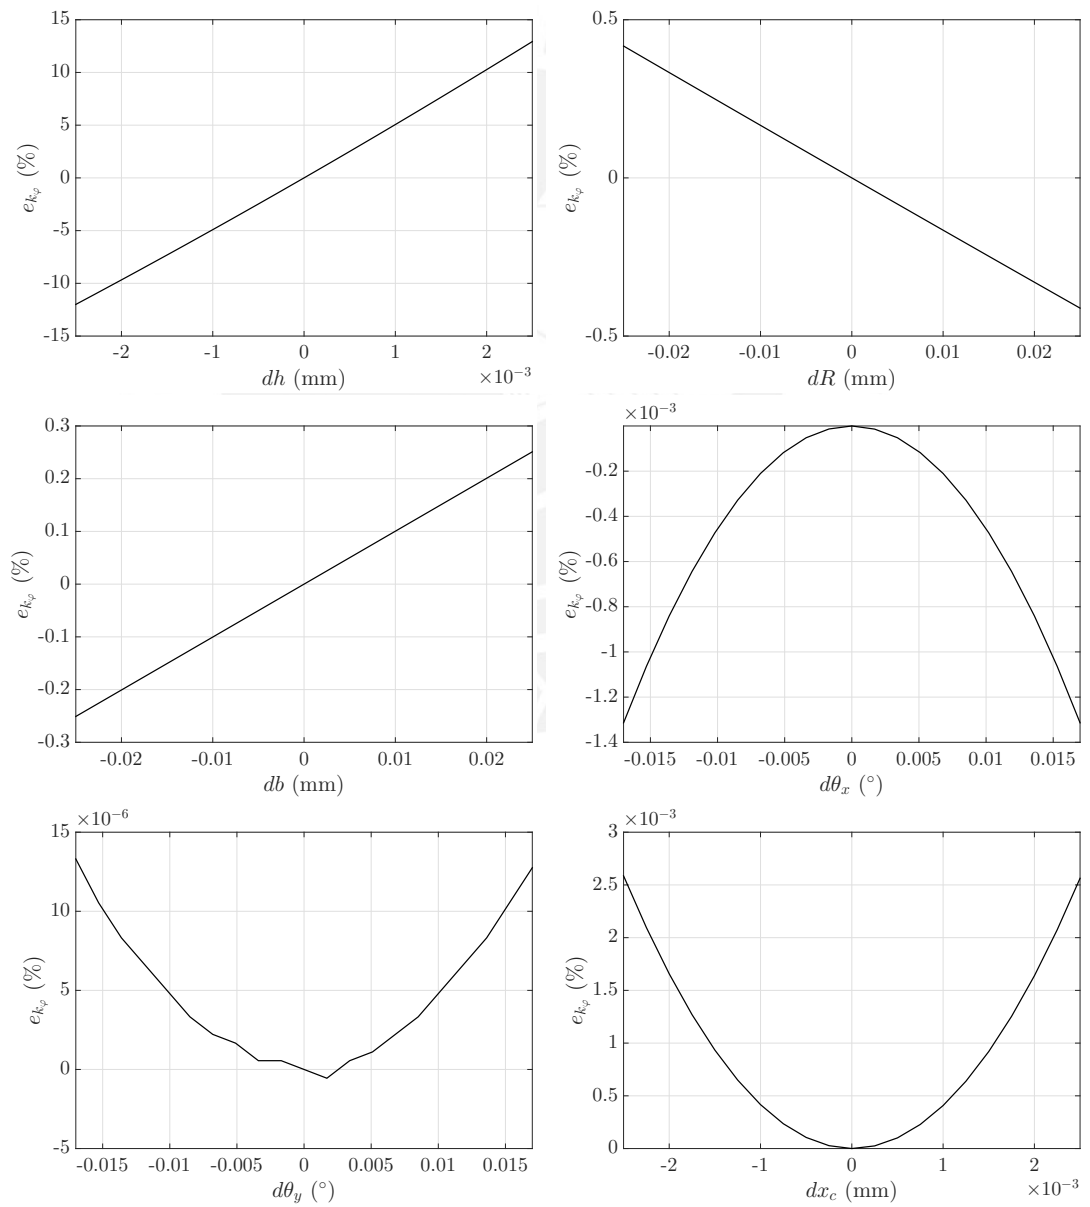 15
10
5
0
-5
-10
-15
-2 -1 0 1 2
dh (mm) ×10⁻³
e_{k_φ} (%)
0.5
0
-0.5
-0.02 -0.01 0 0.01 0.02
dR (mm)
e_{k_φ} (%)
0.3
0.2
0.1
0
-0.1
-0.2
-0.3
-0.02 -0.01 0 0.01 0.02
db (mm)
e_{k_φ} (%)
×10⁻³
-0.2
-0.4
-0.6
-0.8
-1
-1.2
-1.4
-0.015 -0.01 -0.005 0 0.005 0.01 0.015
dθ_x (°)
e_{k_φ} (%)
×10⁻⁶
15
10
5
0
-5
-0.015 -0.01 -0.005 0 0.005 0.01 0.015
dθ_y (°)
e_{k_φ} (%)
×10⁻³
3
2.5
2
1.5
1
0.5
0
-2 -1 0 1 2
dx_c (mm) ×10⁻³
e_{k_φ} (%)